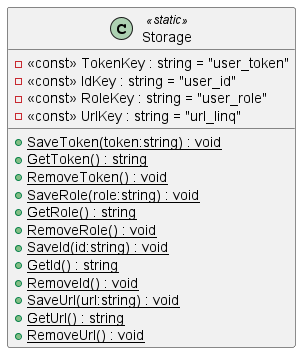 C
«static»
Storage
«const» TokenKey : string = "user_token"
«const» IdKey : string = "user_id"
«const» RoleKey : string = "user_role"
«const» UrlKey : string = "url_linq"
SaveToken(token:string) : void
GetToken() : string
RemoveToken() : void
SaveRole(role:string) : void
GetRole() : string
RemoveRole() : void
SaveId(id:string) : void
GetId() : string
RemoveId() : void
SaveUrl(url:string) : void
GetUrl() : string
RemoveUrl() : void